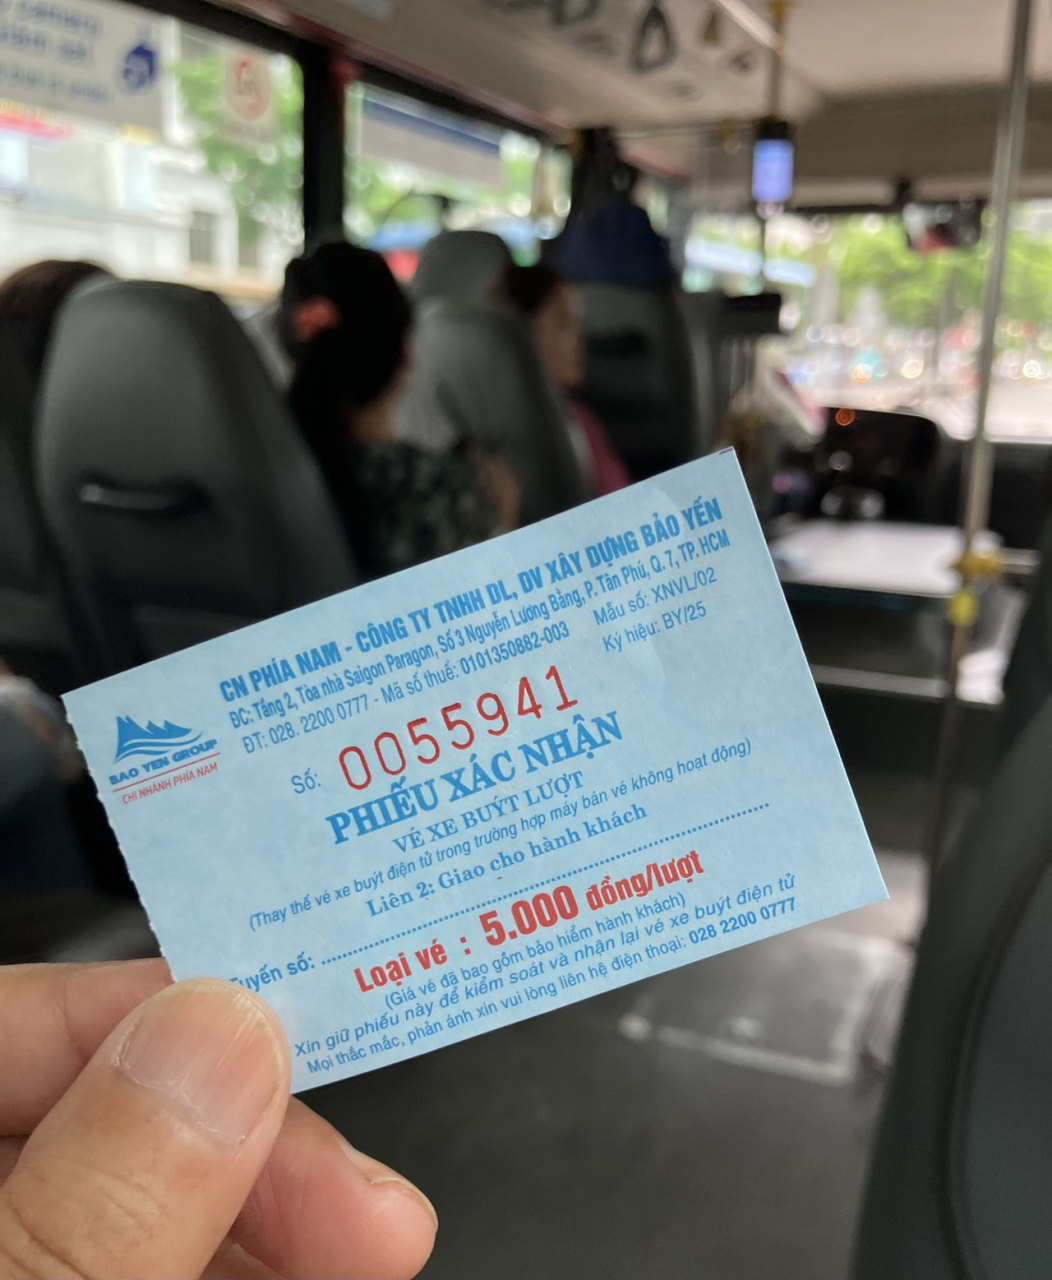 CN PHÍA NAM - CÔNG TY TNHH DL, DV XÂY DỰNG BẢO YẾN
ĐC: Tầng 2, Tòa nhà Saigon Paragon, Số 3 Nguyễn Lương Bằng, P. Tân Phú, Q. 7, TP. HCM
ĐT: 028. 2200 0777 - Mã số thuế: 0101350882-003
Mẫu số: XNVL/02
Ký hiệu: BY/25
BAO YEN GROUP
CHI NHÁNH PHÍA NAM
Số: 0055941
PHIẾU XÁC NHẬN
VÉ XE BUÝT LƯỢT
(Thay thế vé xe buýt điện tử trong trường hợp máy bán vé không hoạt động)
Liên 2: Giao cho hành khách
Tuyến số: ..........
Loại vé : 5.000 đồng/lượt
(Giá vé đã bao gồm bảo hiểm hành khách)
Xin giữ phiếu này để kiểm soát và nhận lại vé xe buýt điện tử
Mọi thắc mắc, phản ánh xin vui lòng liên hệ điện thoại: 028 2200 0777